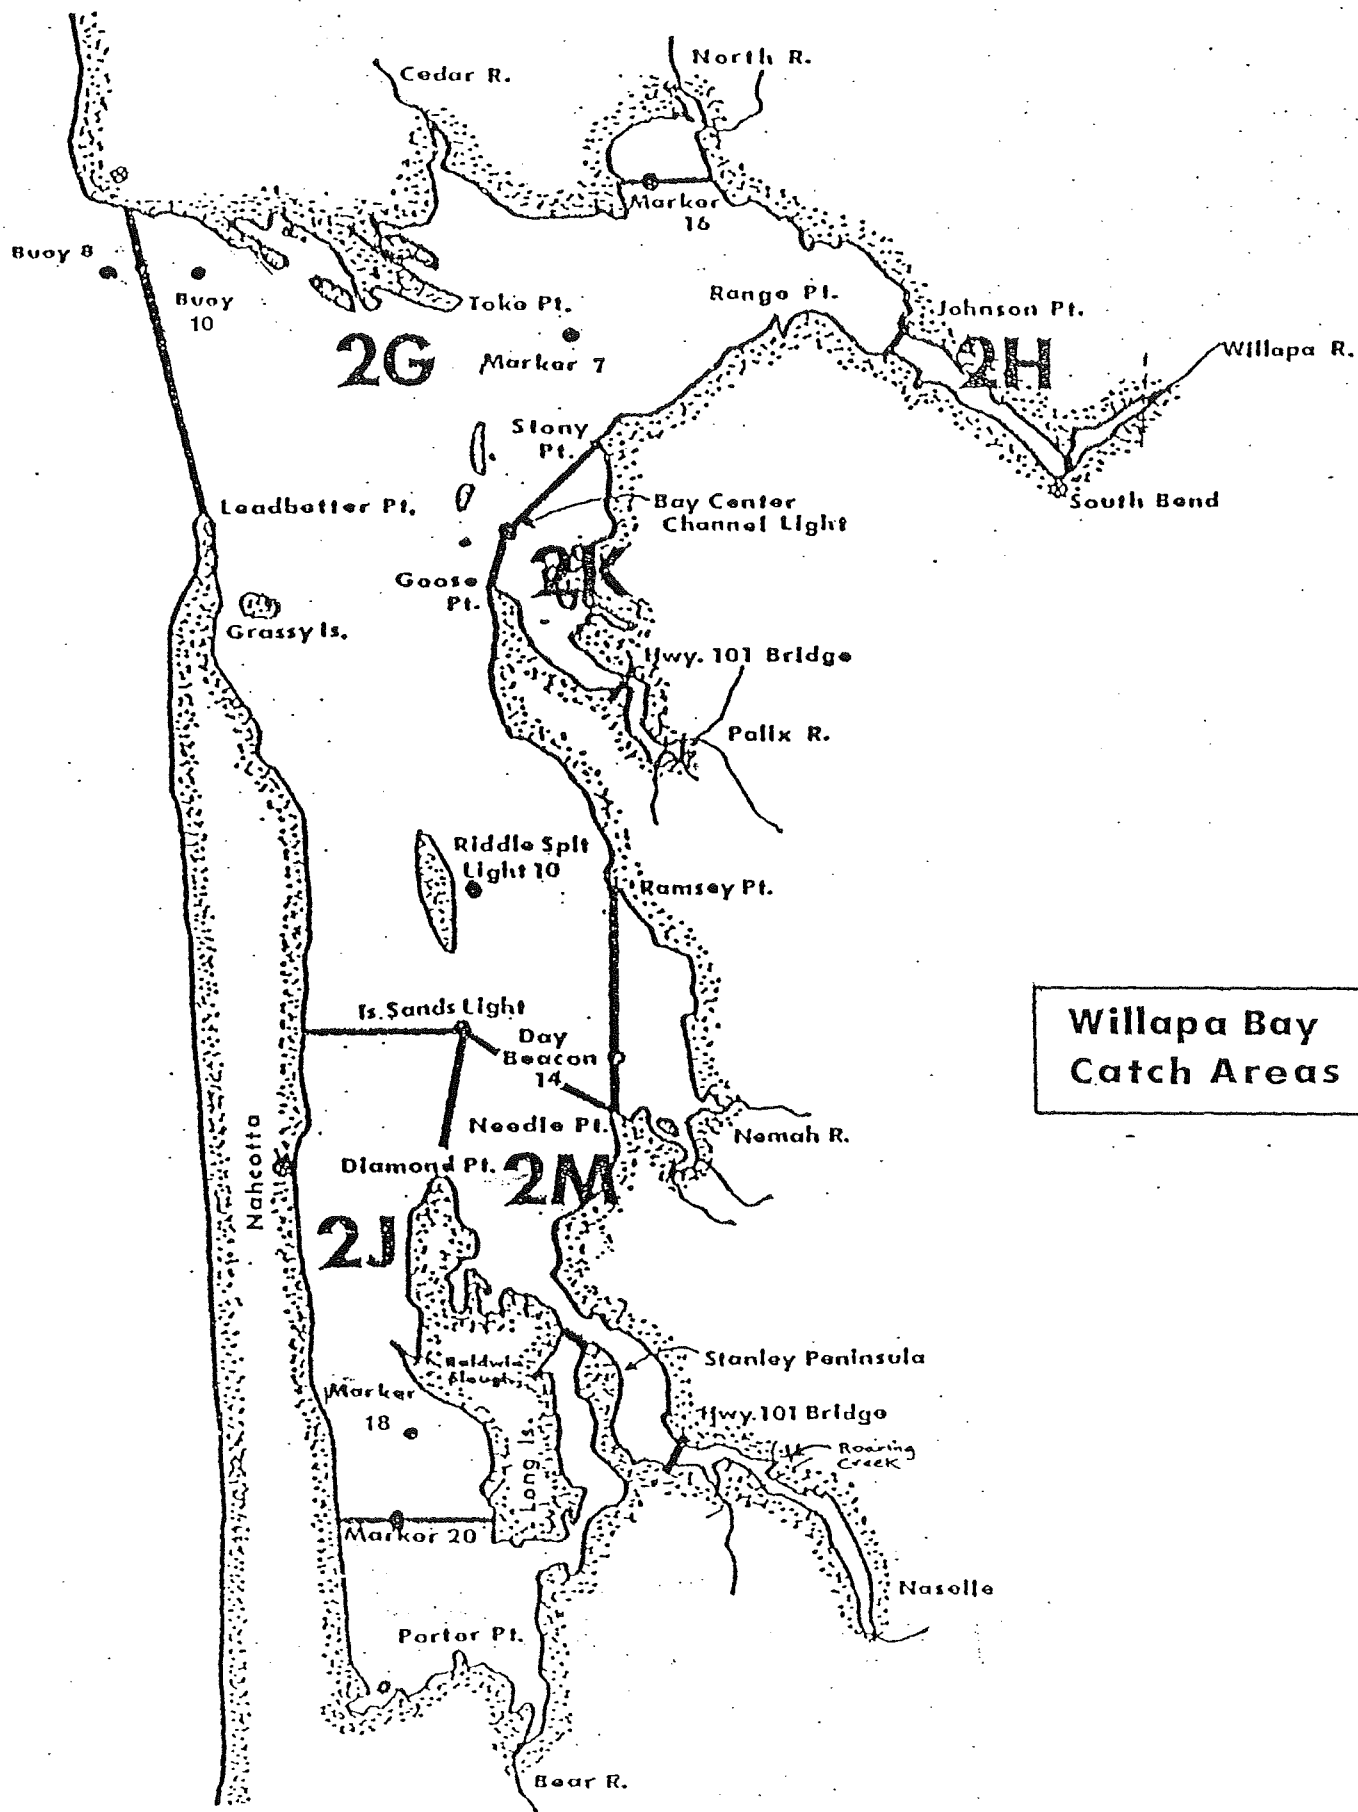 North R.
Cedar R.
Marker
16
Buoy 8
Buoy
10
Toke Pt.
Range Pt.
Johnson Pt.
2G
Marker 7
2H
Willapa R.
Stony
Pt.
Leadbetter Pt.
Bay Center
Channel Light
South Bend
2K
Goose
Pt.
Grassy Is.
Hwy. 101 Bridge
Palix R.
Riddle Spit
Light 10
Ramsey Pt.
Is. Sands Light
Day
Beacon
14
Willapa Bay
Catch Areas
Needle Pt.
Nemah R.
Nahcotta
Diamond Pt.
2M
2J
Stanley Peninsula
Baldwin
Slough
Marker
18
Hwy. 101 Bridge
Roaring
Creek
Long Is.
Marker 20
Naselle
Porter Pt.
Bear R.